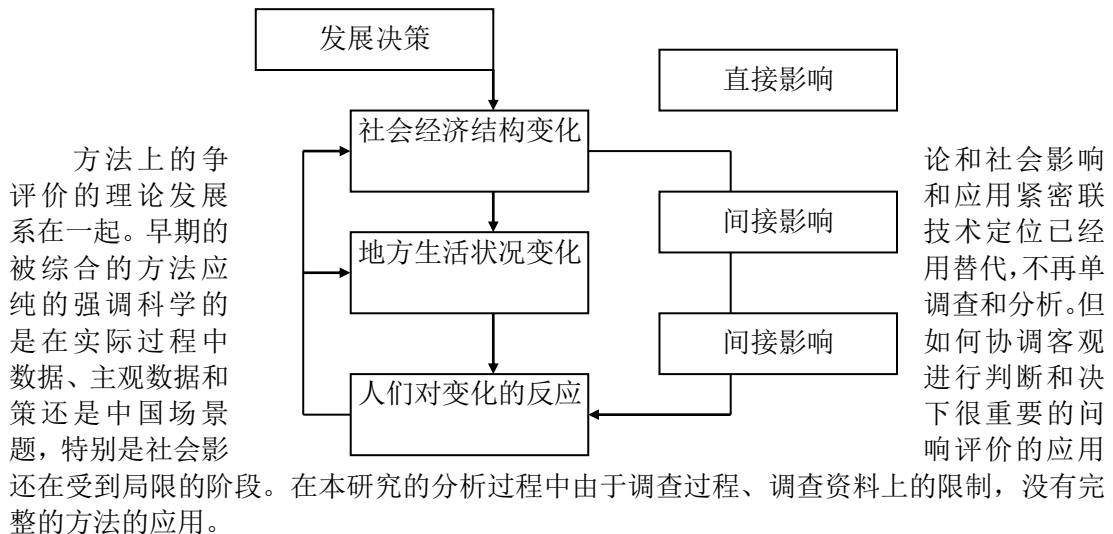 发展决策
直接影响
社会经济结构变化
间接影响
地方生活状况变化
间接影响
人们对变化的反应
方法上的争论和社会影响
评价的理论发展和应用紧密联
系在一起。早期的技术定位已经
被综合的方法应用替代，不再单
纯的强调科学的调查和分析。但
是在实际过程中如何协调客观
数据、主观数据和进行判断和决
策还是中国场景下很重要的问
题，特别是社会影响评价的应用
还在受到局限的阶段。在本研究的分析过程中由于调查过程、调查资料上的限制，没有完
整的方法的应用。